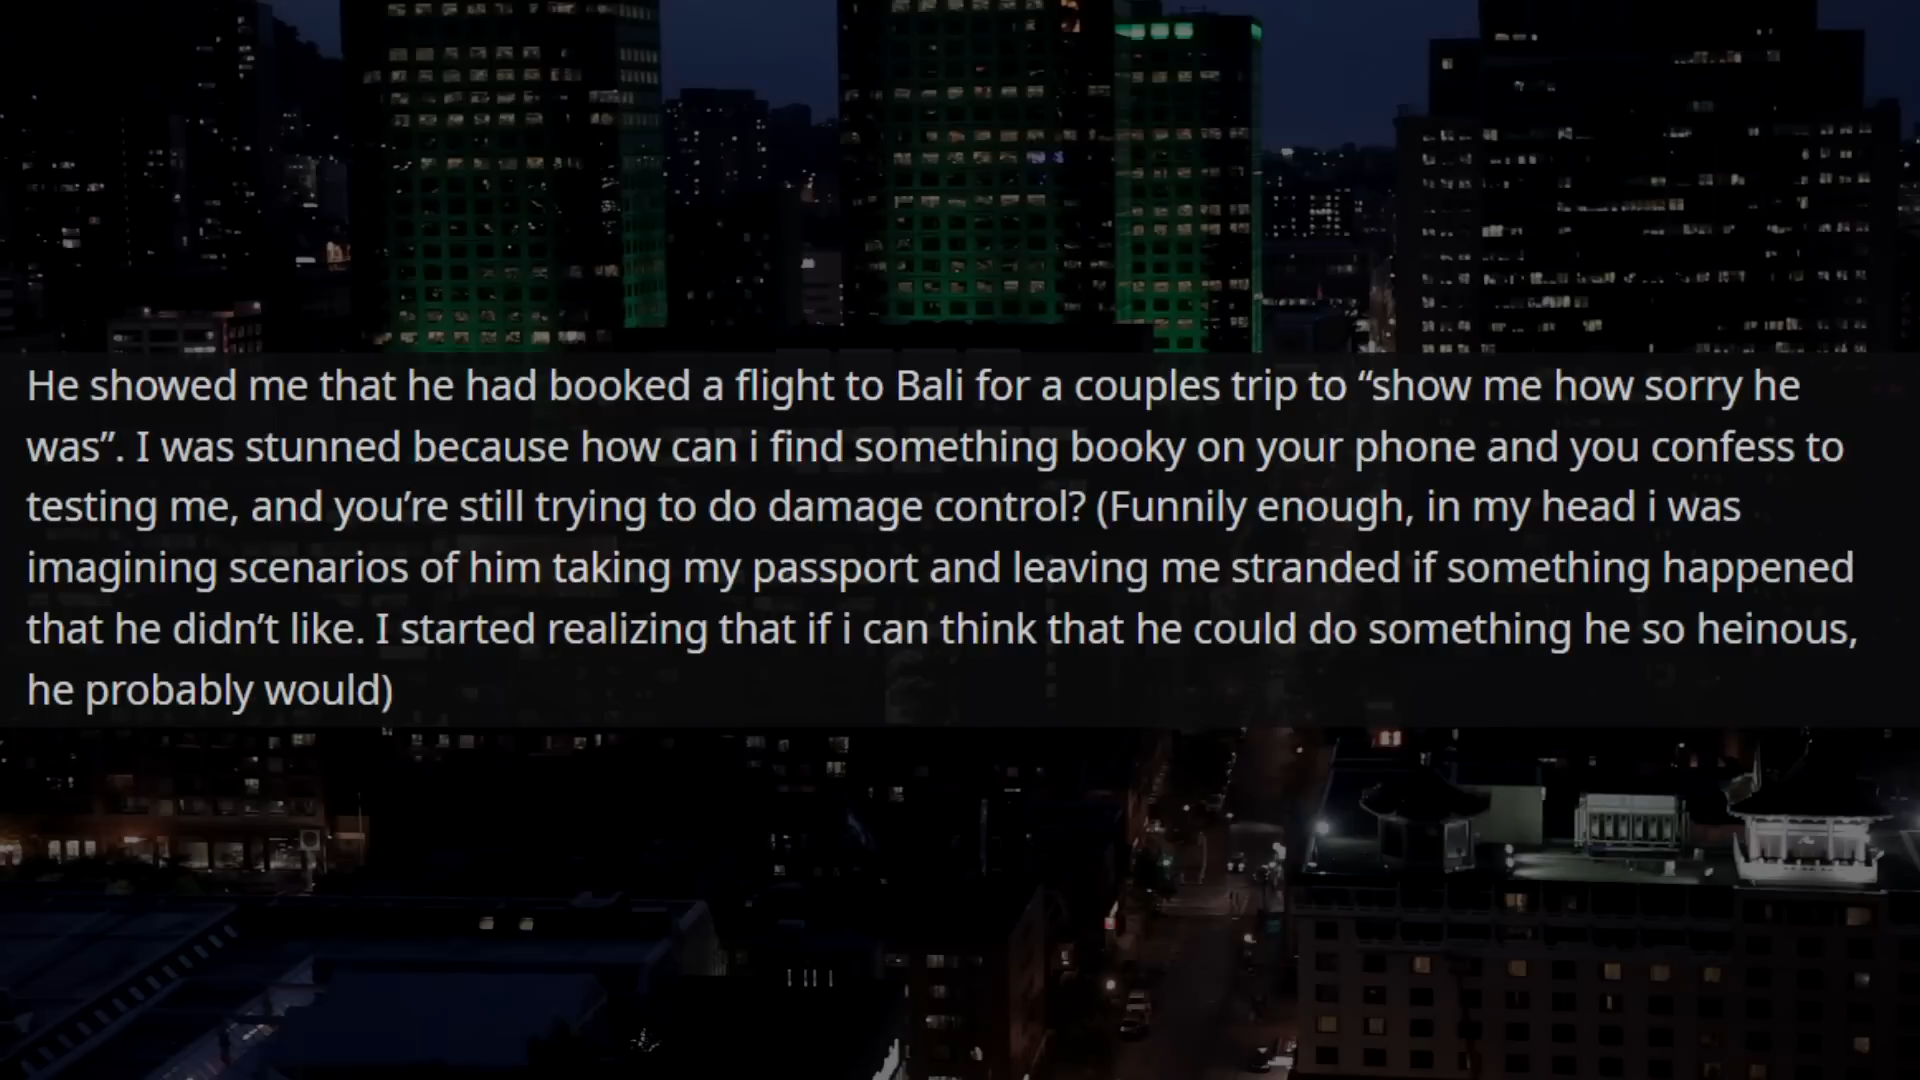 He showed me that he had booked a flight to Bali for a couples trip to “show me how sorry he
was”. I was stunned because how can i find something booky on your phone and you confess to
testing me, and you’re still trying to do damage control? (Funnily enough, in my head i was
imagining scenarios of him taking my passport and leaving me stranded if something happened
that he didn’t like. I started realizing that if i can think that he could do something he so heinous,
he probably would)